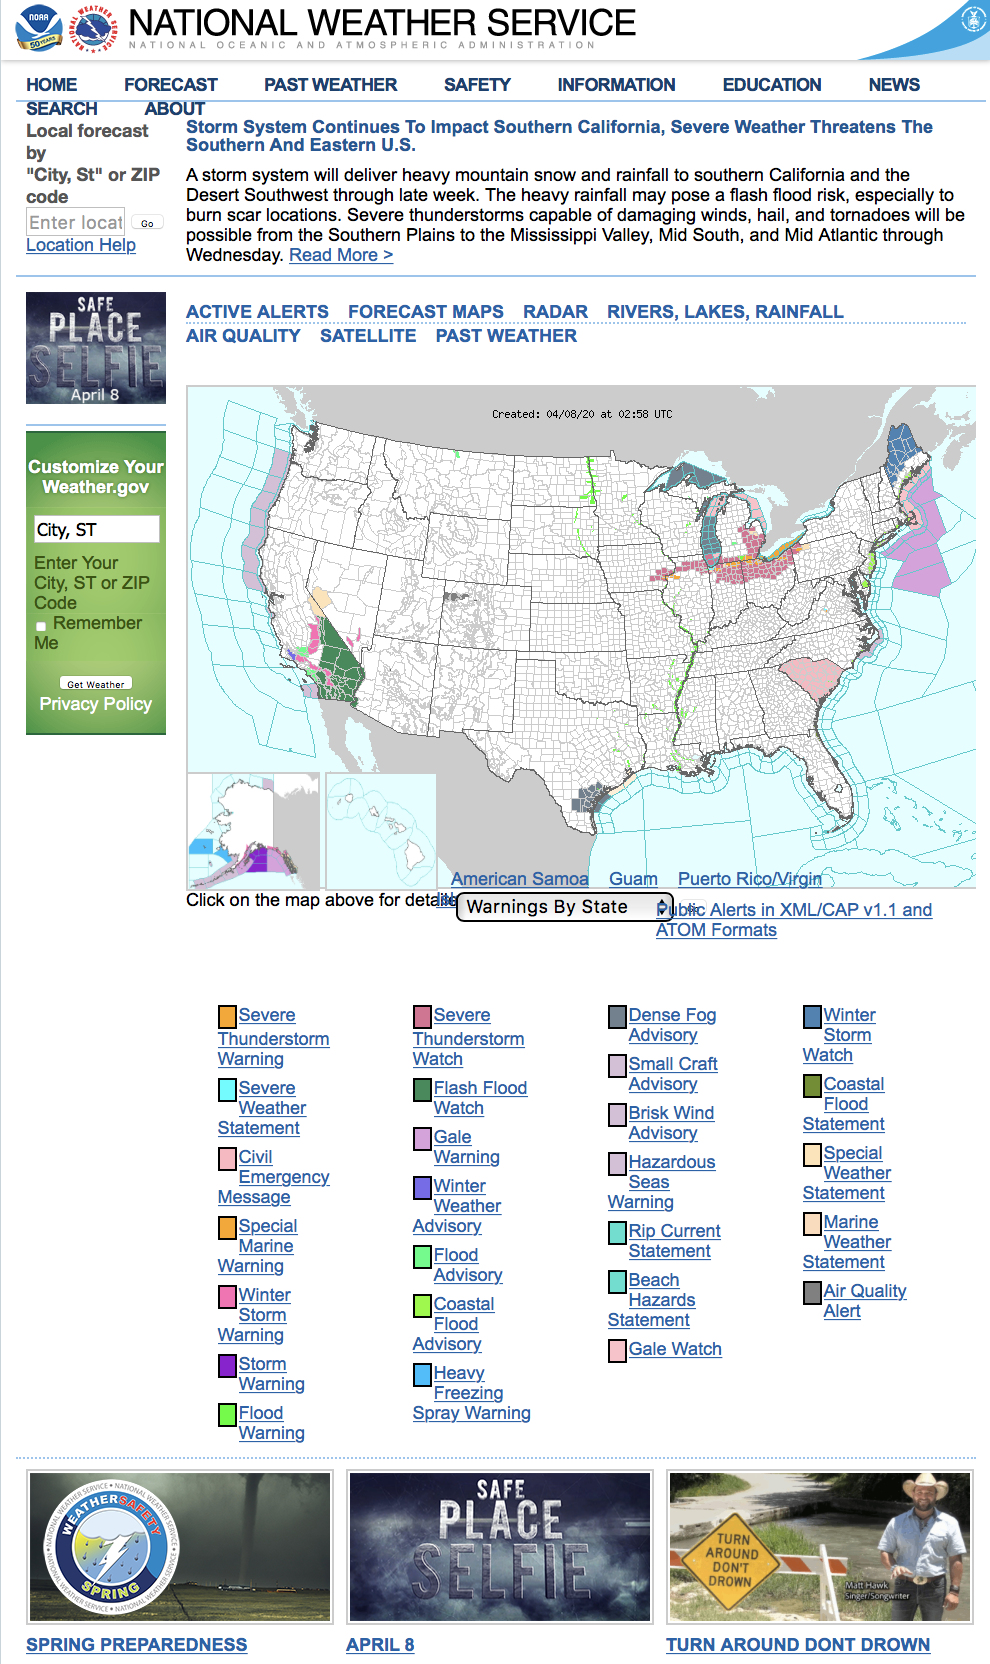 NOAA
50 YEARS
NATIONAL WEATHER SERVICE
NATIONAL WEATHER SERVICE
NATIONAL OCEANIC AND ATMOSPHERIC ADMINISTRATION
HOME FORECAST PAST WEATHER SAFETY INFORMATION EDUCATION NEWS
SEARCH ABOUT
Local forecast
by
"City, St" or ZIP
code
Enter locat Go
Location Help
Storm System Continues To Impact Southern California, Severe Weather Threatens The
Southern And Eastern U.S.
A storm system will deliver heavy mountain snow and rainfall to southern California and the
Desert Southwest through late week. The heavy rainfall may pose a flash flood risk, especially to
burn scar locations. Severe thunderstorms capable of damaging winds, hail, and tornadoes will be
possible from the Southern Plains to the Mississippi Valley, Mid South, and Mid Atlantic through
Wednesday. Read More >
SAFE
PLACE
SELFIE
April 8
ACTIVE ALERTS FORECAST MAPS RADAR RIVERS, LAKES, RAINFALL
AIR QUALITY SATELLITE PAST WEATHER
Customize Your
Weather.gov
City, ST
Enter Your
City, ST or ZIP
Code
Remember
Me
Get Weather
Privacy Policy
Created: 04/08/20 at 02:58 UTC
American Samoa Guam Puerto Rico/Virgin
Click on the map above for detaile
Warnings By State
Public Alerts in XML/CAP v1.1 and
ATOM Formats
Severe
Thunderstorm
Warning
Severe
Weather
Statement
Civil
Emergency
Message
Special
Marine
Warning
Winter
Storm
Warning
Storm
Warning
Flood
Warning
Severe
Thunderstorm
Watch
Flash Flood
Watch
Gale
Warning
Winter
Weather
Advisory
Flood
Advisory
Coastal
Flood
Advisory
Heavy
Freezing
Spray Warning
Dense Fog
Advisory
Small Craft
Advisory
Brisk Wind
Advisory
Hazardous
Seas
Warning
Rip Current
Statement
Beach
Hazards
Statement
Gale Watch
Winter
Storm
Watch
Coastal
Flood
Statement
Special
Weather
Statement
Marine
Weather
Statement
Air Quality
Alert
NATIONAL WEATHER SERVICE • NATIONAL WEATHER SERVICE
WEATHER SAFETY
SPRING
SAFE
PLACE
SELFIE
TURN
AROUND
DON'T
DROWN
Matt Hawk
Singer/Songwriter
SPRING PREPAREDNESS
APRIL 8
TURN AROUND DONT DROWN